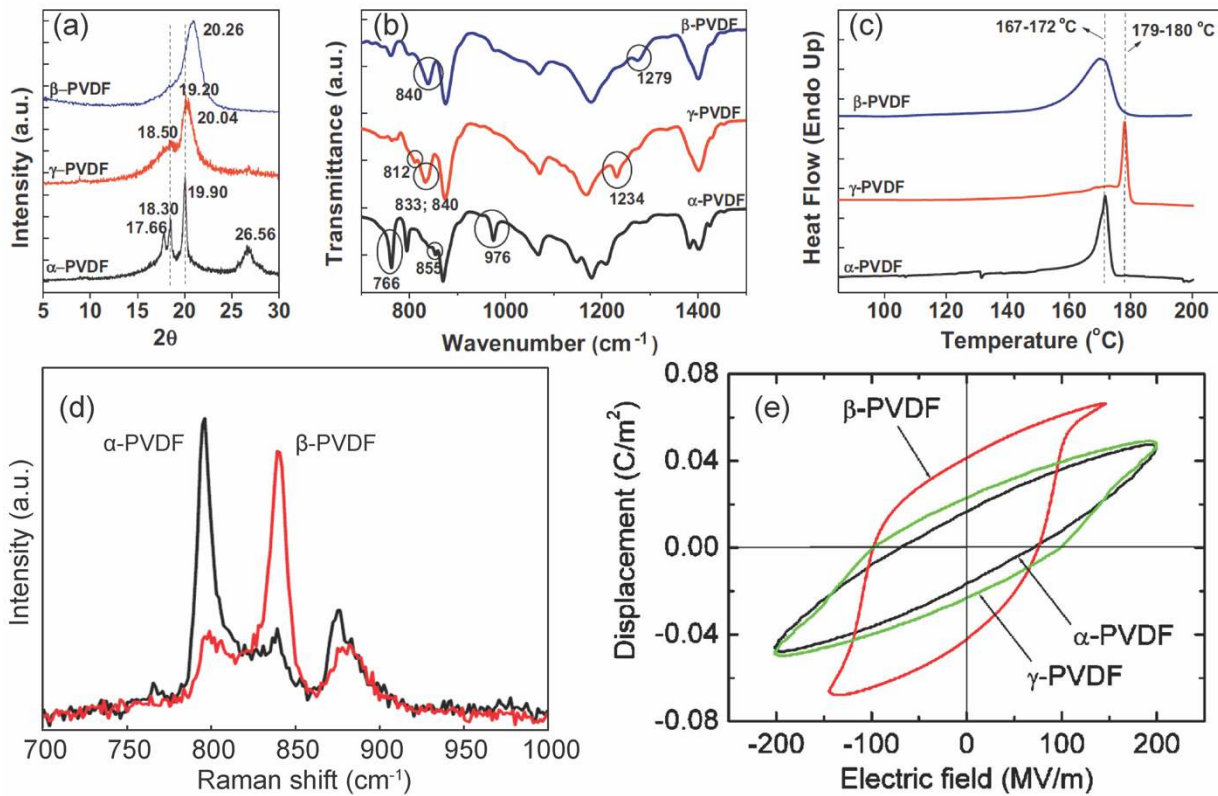 (a)
20.26
β–PVDF
19.20
20.04
18.50
γ–PVDF
19.90
18.30
17.66
26.56
α–PVDF
Intensity (a.u.)
5 10 15 20 25 30
2θ
(b)
β-PVDF
1279
840
γ-PVDF
812
833; 840
1234
α-PVDF
766
855
976
Transmittance (a.u.)
800 1000 1200 1400
Wavenumber (cm⁻¹)
(c)
167-172 °C
179-180 °C
β-PVDF
γ-PVDF
α-PVDF
Heat Flow (Endo Up)
100 120 140 160 180 200
Temperature (°C)
(d)
α-PVDF
β-PVDF
Intensity (a.u.)
700 750 800 850 900 950 1000
Raman shift (cm⁻¹)
(e)
β-PVDF
α-PVDF
γ-PVDF
Displacement (C/m²)
0.08
0.04
0.00
-0.04
-0.08
-200 -100 0 100 200
Electric field (MV/m)